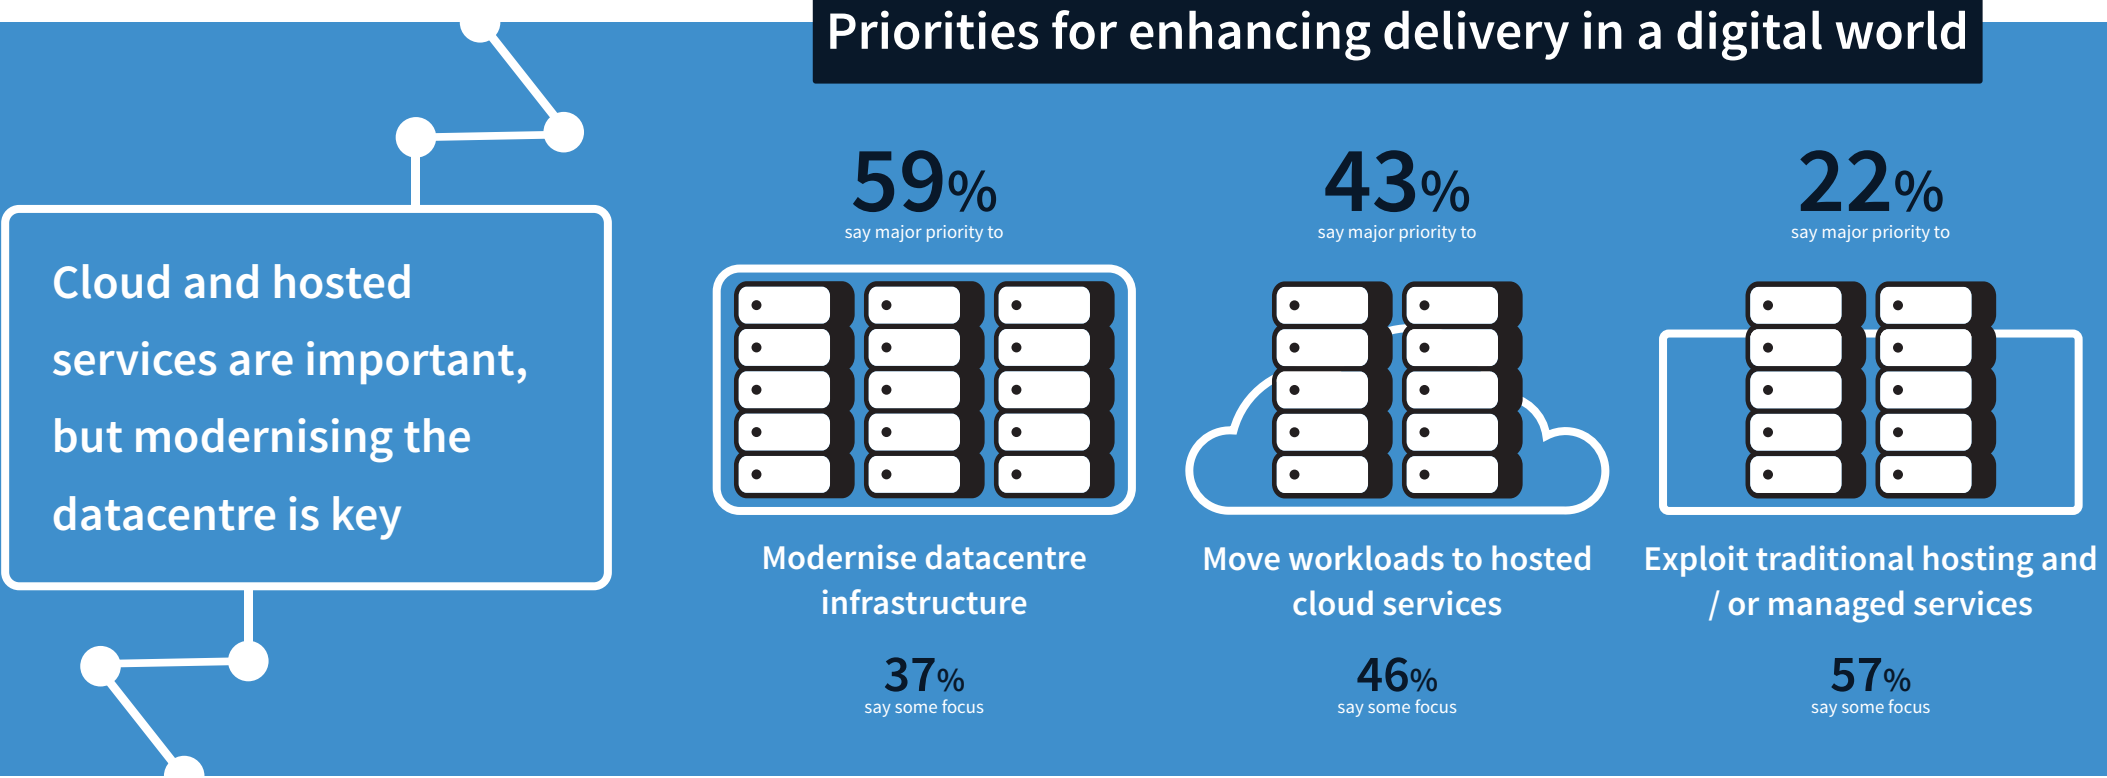 Priorities for enhancing delivery in a digital world
Cloud and hosted
services are important,
but modernising the
datacentre is key
59%
say major priority to
Modernise datacentre
infrastructure
37%
say some focus
43%
say major priority to
Move workloads to hosted
cloud services
46%
say some focus
22%
say major priority to
Exploit traditional hosting and
/ or managed services
57%
say some focus